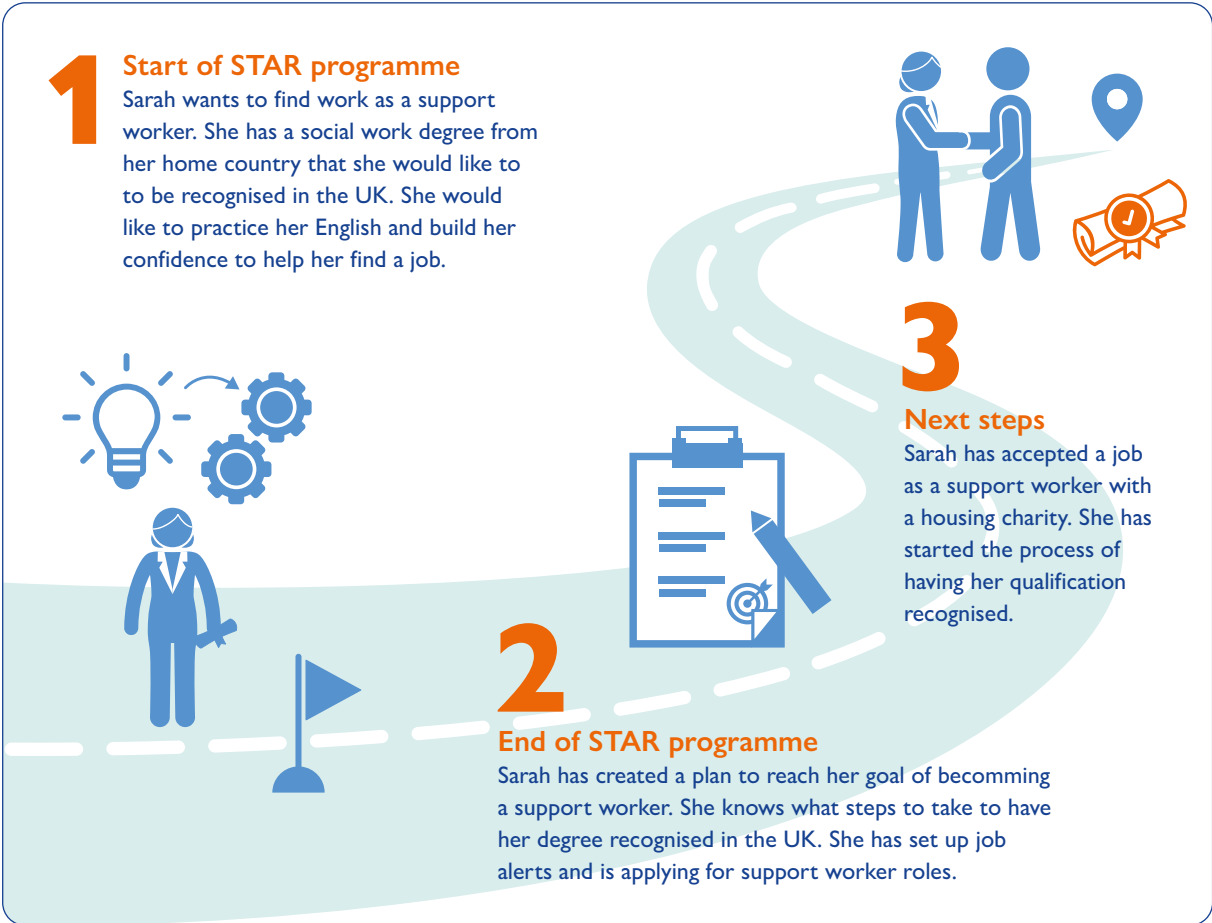 1
Start of STAR programme
Sarah wants to find work as a support
worker. She has a social work degree from
her home country that she would like to
to be recognised in the UK. She would
like to practice her English and build her
confidence to help her find a job.
2
End of STAR programme
Sarah has created a plan to reach her goal of becomming
a support worker. She knows what steps to take to have
her degree recognised in the UK. She has set up job
alerts and is applying for support worker roles.
3
Next steps
Sarah has accepted a job
as a support worker with
a housing charity. She has
started the process of
having her qualification
recognised.